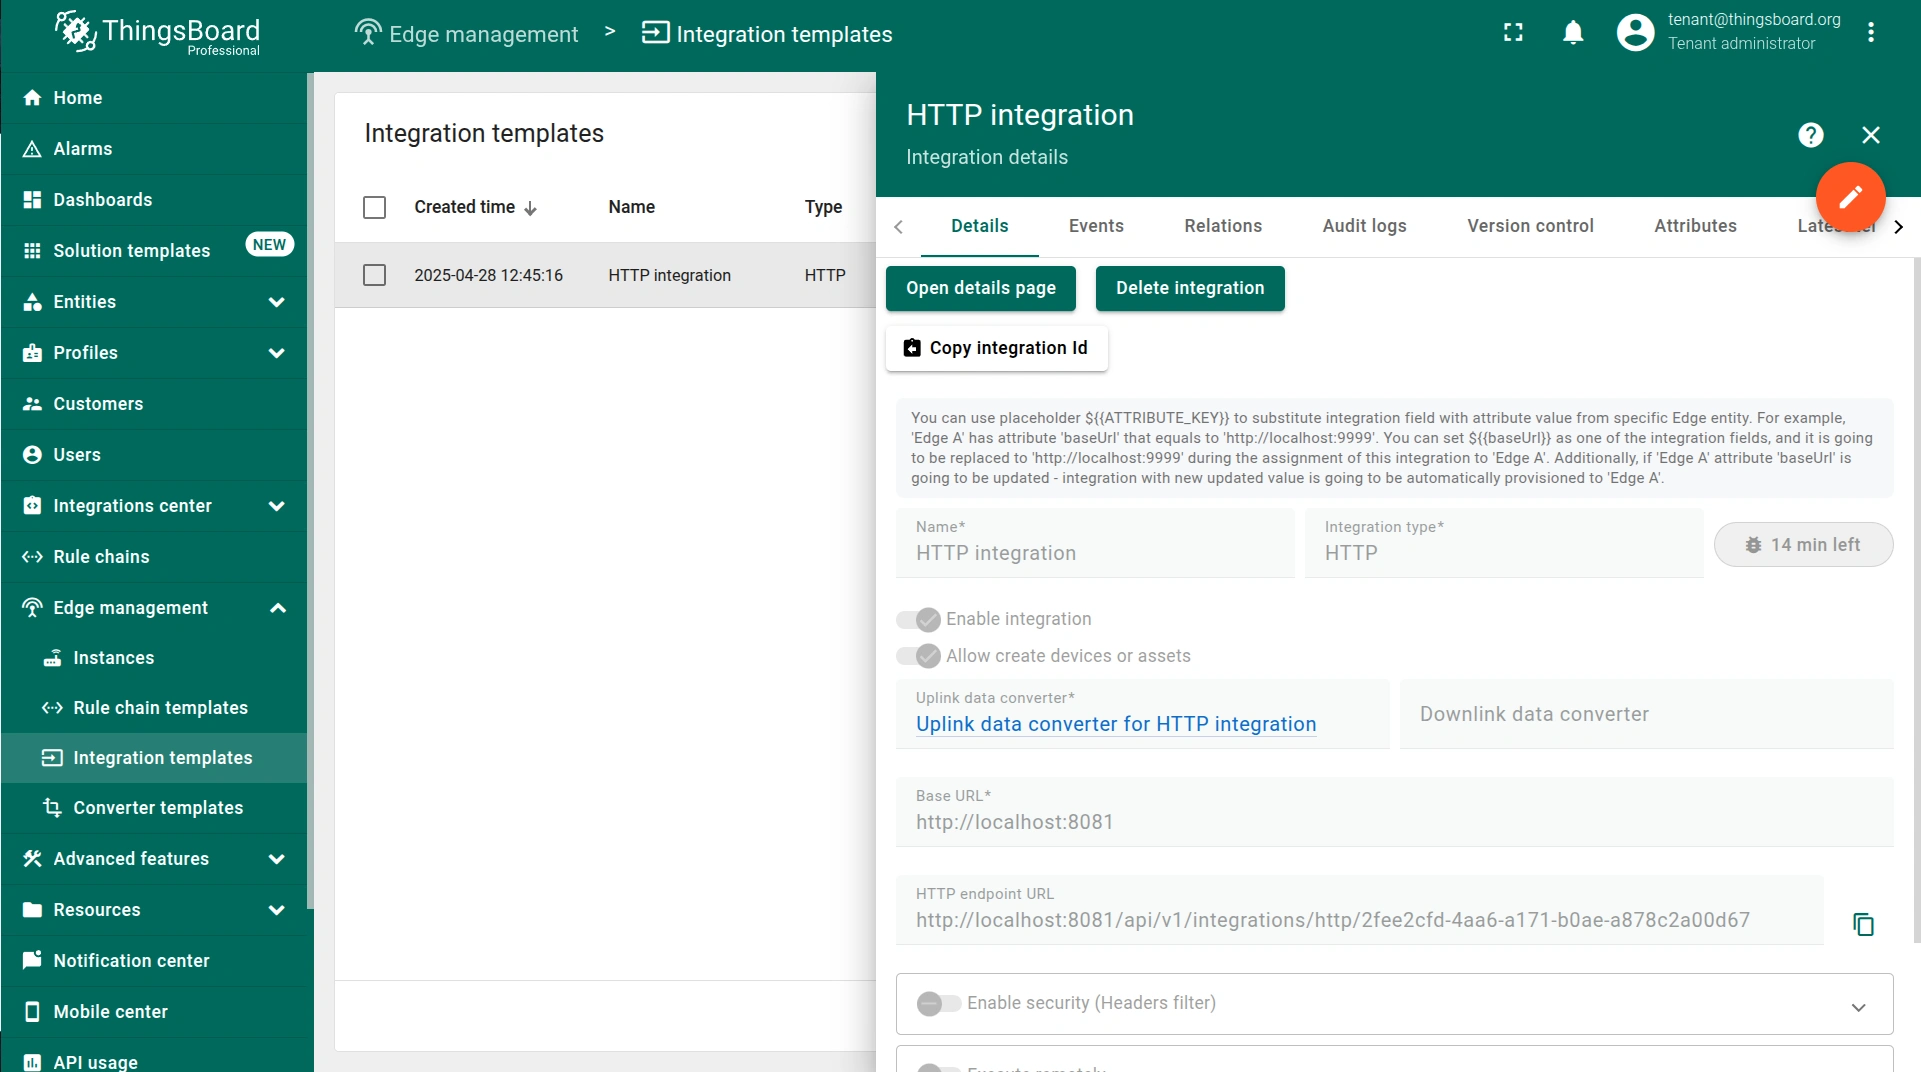 ThingsBoard
Professional
Edge management > Integration templates
tenant@thingsboard.org
Tenant administrator
Home
Alarms
Dashboards
Solution templates NEW
Entities
Profiles
Customers
Users
Integrations center
Rule chains
Edge management
Instances
Rule chain templates
Integration templates
Converter templates
Advanced features
Resources
Notification center
Mobile center
API usage
Integration templates
Created time Name Type
2025-04-28 12:45:16 HTTP integration HTTP
HTTP integration
Integration details
Details Events Relations Audit logs Version control Attributes
Open details page Delete integration
Copy integration Id
You can use placeholder ${{ATTRIBUTE_KEY}} to substitute integration field with attribute value from specific Edge entity. For example,
'Edge A' has attribute 'baseUrl' that equals to 'http://localhost:9999'. You can set ${{baseUrl}} as one of the integration fields, and it is going
to be replaced to 'http://localhost:9999' during the assignment of this integration to 'Edge A'. Additionally, if 'Edge A' attribute 'baseUrl' is
going to be updated - integration with new updated value is going to be automatically provisioned to 'Edge A'.
Name*
HTTP integration
Integration type*
HTTP
14 min left
Enable integration
Allow create devices or assets
Uplink data converter*
Uplink data converter for HTTP integration
Downlink data converter
Base URL*
http://localhost:8081
HTTP endpoint URL
http://localhost:8081/api/v1/integrations/http/2fee2cfd-4aa6-a171-b0ae-a878c2a00d67
Enable security (Headers filter)
Execute remotely